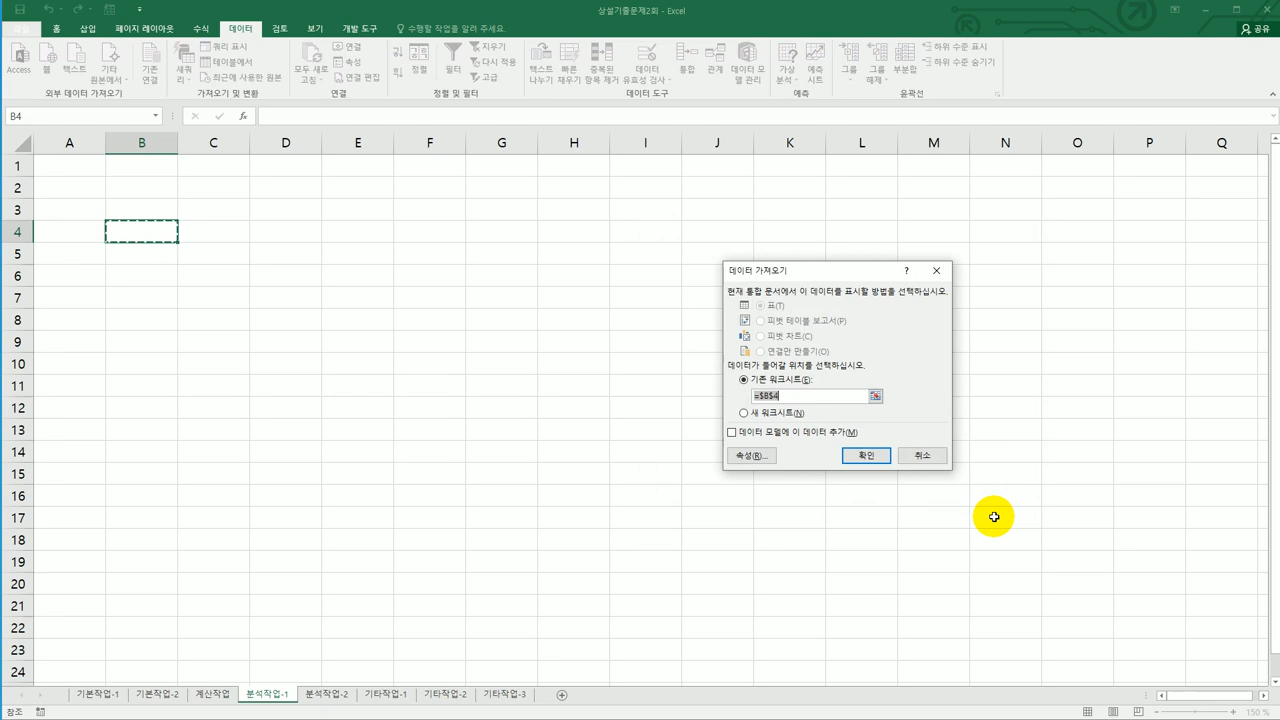 상설기출문제2회 - Excel
홈 삽입 페이지 레이아웃 수식 데이터 검토 보기 개발 도구 수행할 작업을 알려 주세요. 공유
Access 웹 텍스트 기타 원본에서 기존 연결
외부 데이터 가져오기
새 쿼리 쿼리 표시
테이블에서
최근에 사용한 원본
가져오기 및 변환
모두 새로 고침 연결
속성
연결 편집
연결
정렬 필터 지우기
다시 적용
고급
정렬 및 필터
텍스트 나누기 빠른 채우기 중복된 항목 제거 데이터 유효성 검사 통합 관계 데이터 모델 관리
데이터 도구
가상 분석 예측 시트
예측
그룹 그룹 해제 부분합 하위 수준 표시
하위 수준 숨기기
윤곽선
B4 fx
A B C D E F G H I J K L M N O P Q
1
2
3
4
5
6
7
8
9
10
11
12
13
14
15
16
17
18
19
20
21
22
23
24
데이터 가져오기 ?
현재 통합 문서에서 이 데이터를 표시할 방법을 선택하십시오.
표(T)
피벗 테이블 보고서(P)
피벗 차트(C)
연결만 만들기(O)
데이터가 들어갈 위치를 선택하십시오.
기존 워크시트(E):
=$B$4
새 워크시트(N)
데이터 모델에 이 데이터 추가(M)
속성(R)... 확인 취소
기본작업-1 기본작업-2 계산작업 분석작업-1 분석작업-2 기타작업-1 기타작업-2 기타작업-3
참조 150 %